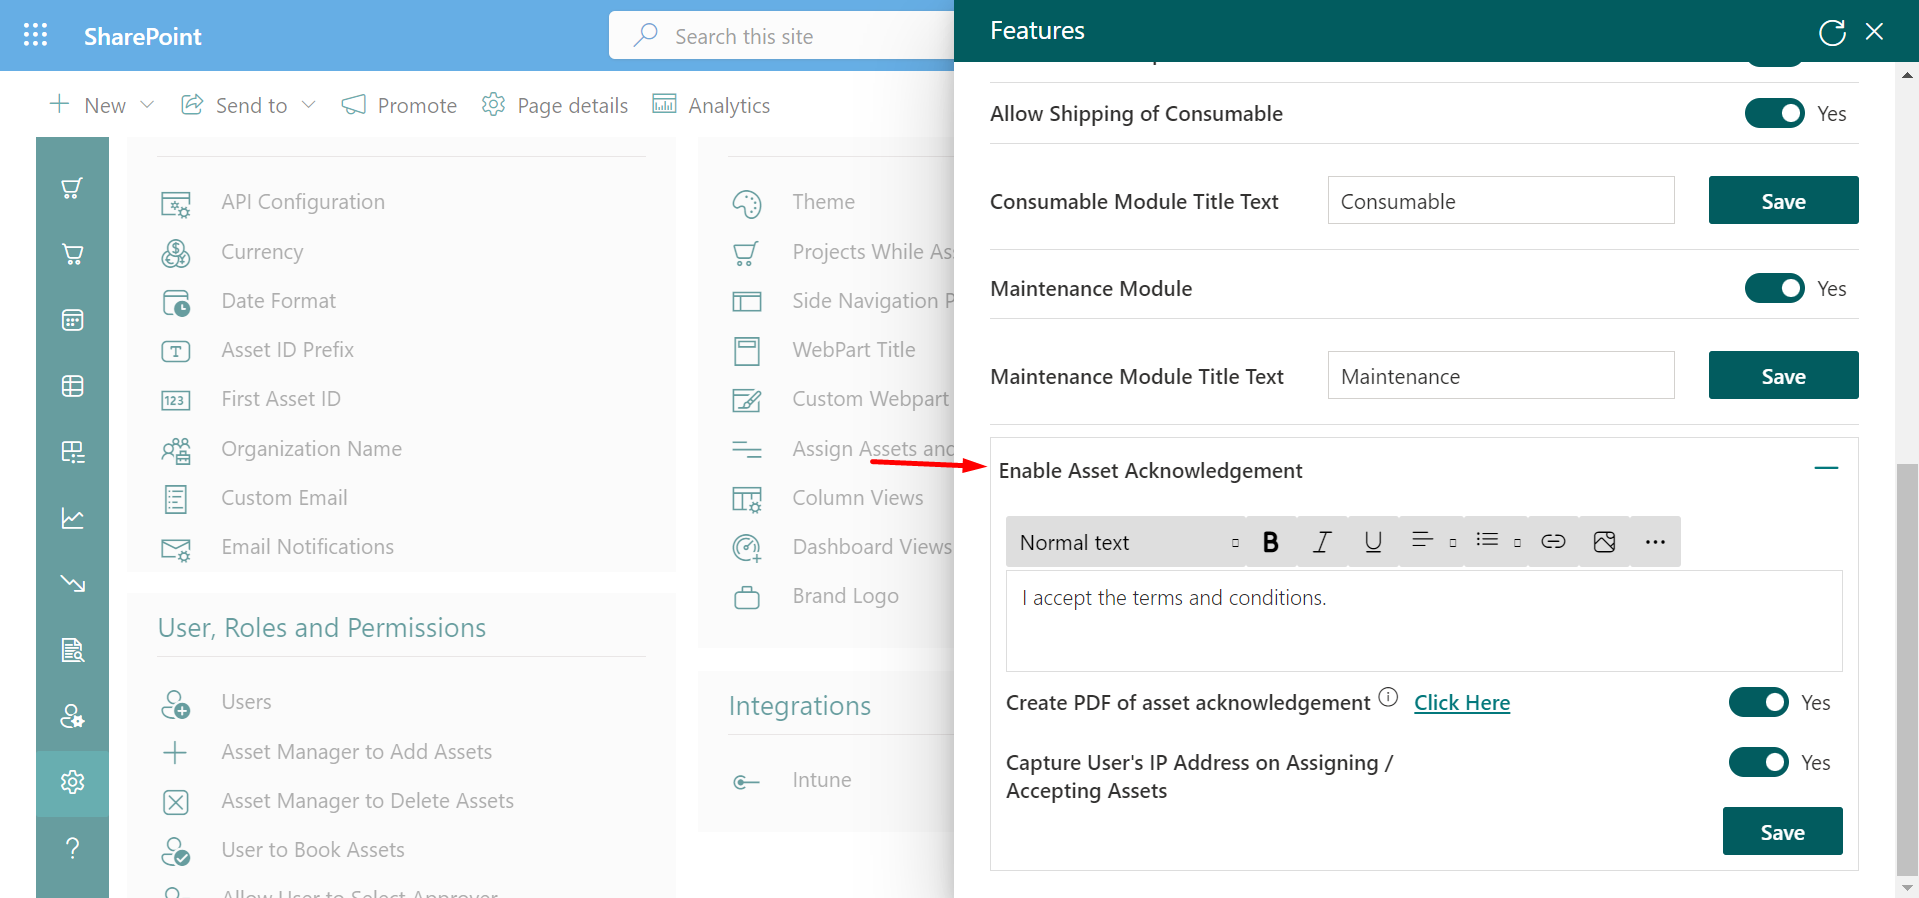 SharePoint
Search this site
New
Send to
Promote
Page details
Analytics
API Configuration
Currency
Date Format
Asset ID Prefix
First Asset ID
Organization Name
Custom Email
Email Notifications
User, Roles and Permissions
Users
Asset Manager to Add Assets
Asset Manager to Delete Assets
User to Book Assets
Allow User to Select Approver
Theme
Projects While As
Side Navigation P
WebPart Title
Custom Webpart
Assign Assets and
Column Views
Dashboard Views
Brand Logo
Integrations
Intune
Features
Allow Shipping of Consumable
Yes
Consumable Module Title Text
Consumable
Save
Maintenance Module
Yes
Maintenance Module Title Text
Maintenance
Save
Enable Asset Acknowledgement
Normal text
B I U
I accept the terms and conditions.
Create PDF of asset acknowledgement Click Here
Yes
Capture User's IP Address on Assigning /
Accepting Assets
Yes
Save